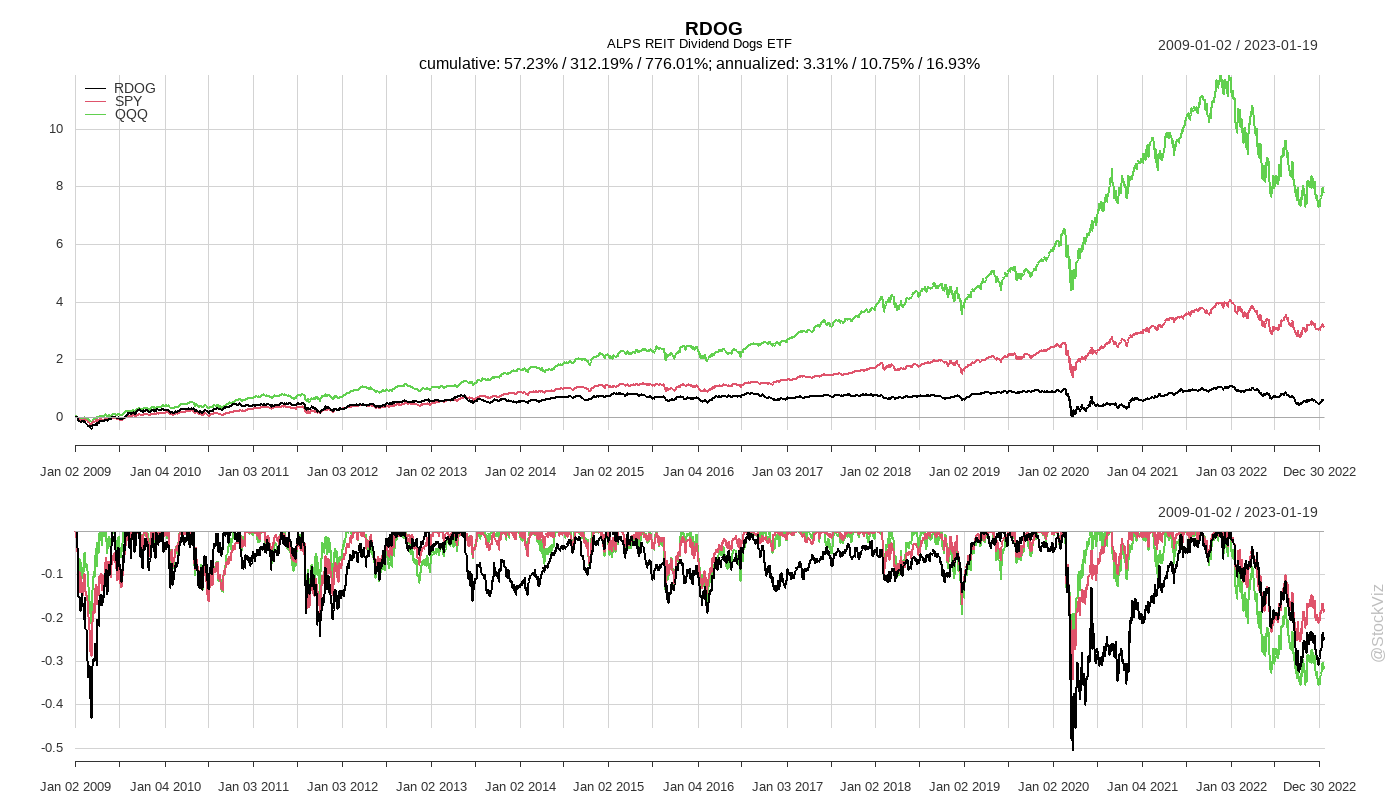 RDOG
ALPS REIT Dividend Dogs ETF
2009-01-02 / 2023-01-19
cumulative: 57.23% / 312.19% / 776.01%; annualized: 3.31% / 10.75% / 16.93%
RDOG
SPY
QQQ
10
8
6
4
2
0
Jan 02 2009 Jan 04 2010 Jan 03 2011 Jan 03 2012 Jan 02 2013 Jan 02 2014 Jan 02 2015 Jan 04 2016 Jan 03 2017 Jan 02 2018 Jan 02 2019 Jan 02 2020 Jan 04 2021 Jan 03 2022 Dec 30 2022
2009-01-02 / 2023-01-19
-0.1
-0.2
-0.3
-0.4
-0.5
Jan 02 2009 Jan 04 2010 Jan 03 2011 Jan 03 2012 Jan 02 2013 Jan 02 2014 Jan 02 2015 Jan 04 2016 Jan 03 2017 Jan 02 2018 Jan 02 2019 Jan 02 2020 Jan 04 2021 Jan 03 2022 Dec 30 2022
@StockViz